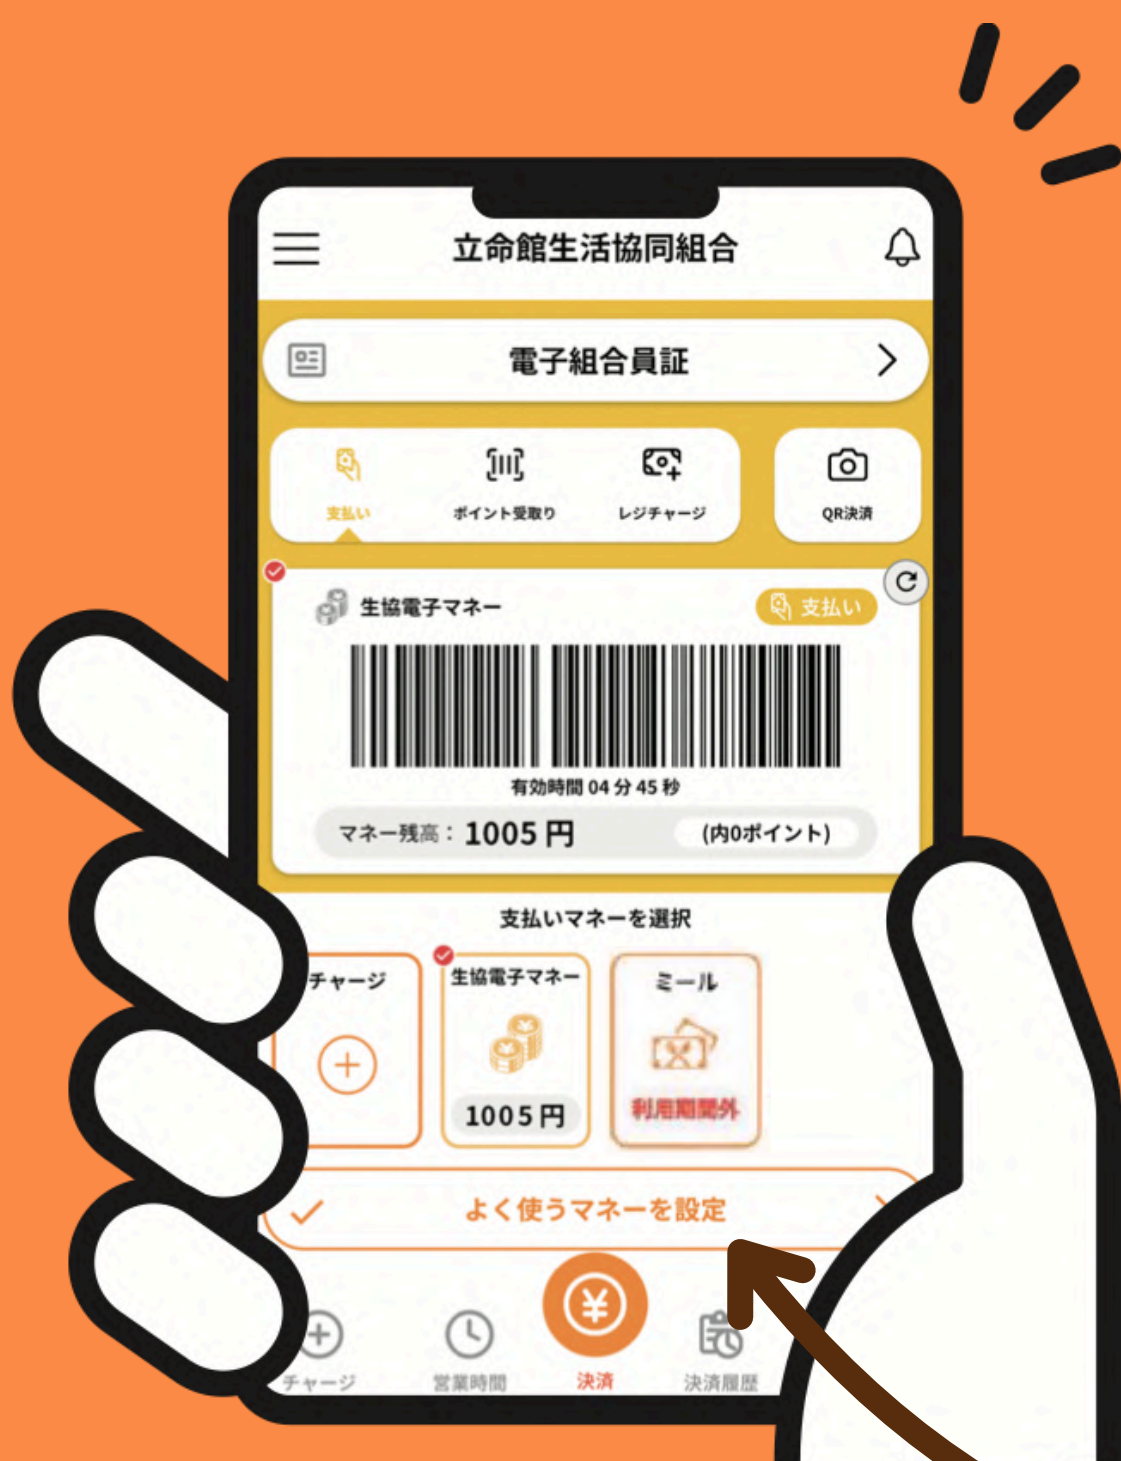 立命館生活協同組合
電子組合員証
支払い
ポイント受取り
レジチャージ
QR決済
生協電子マネー
支払い
有効時間 04 分 45 秒
マネー残高： 1005 円
(内0ポイント)
支払いマネーを選択
チャージ
生協電子マネー
1005 円
ミール
利用期間外
よく使うマネーを設定
チャージ
営業時間
決済
決済履歴